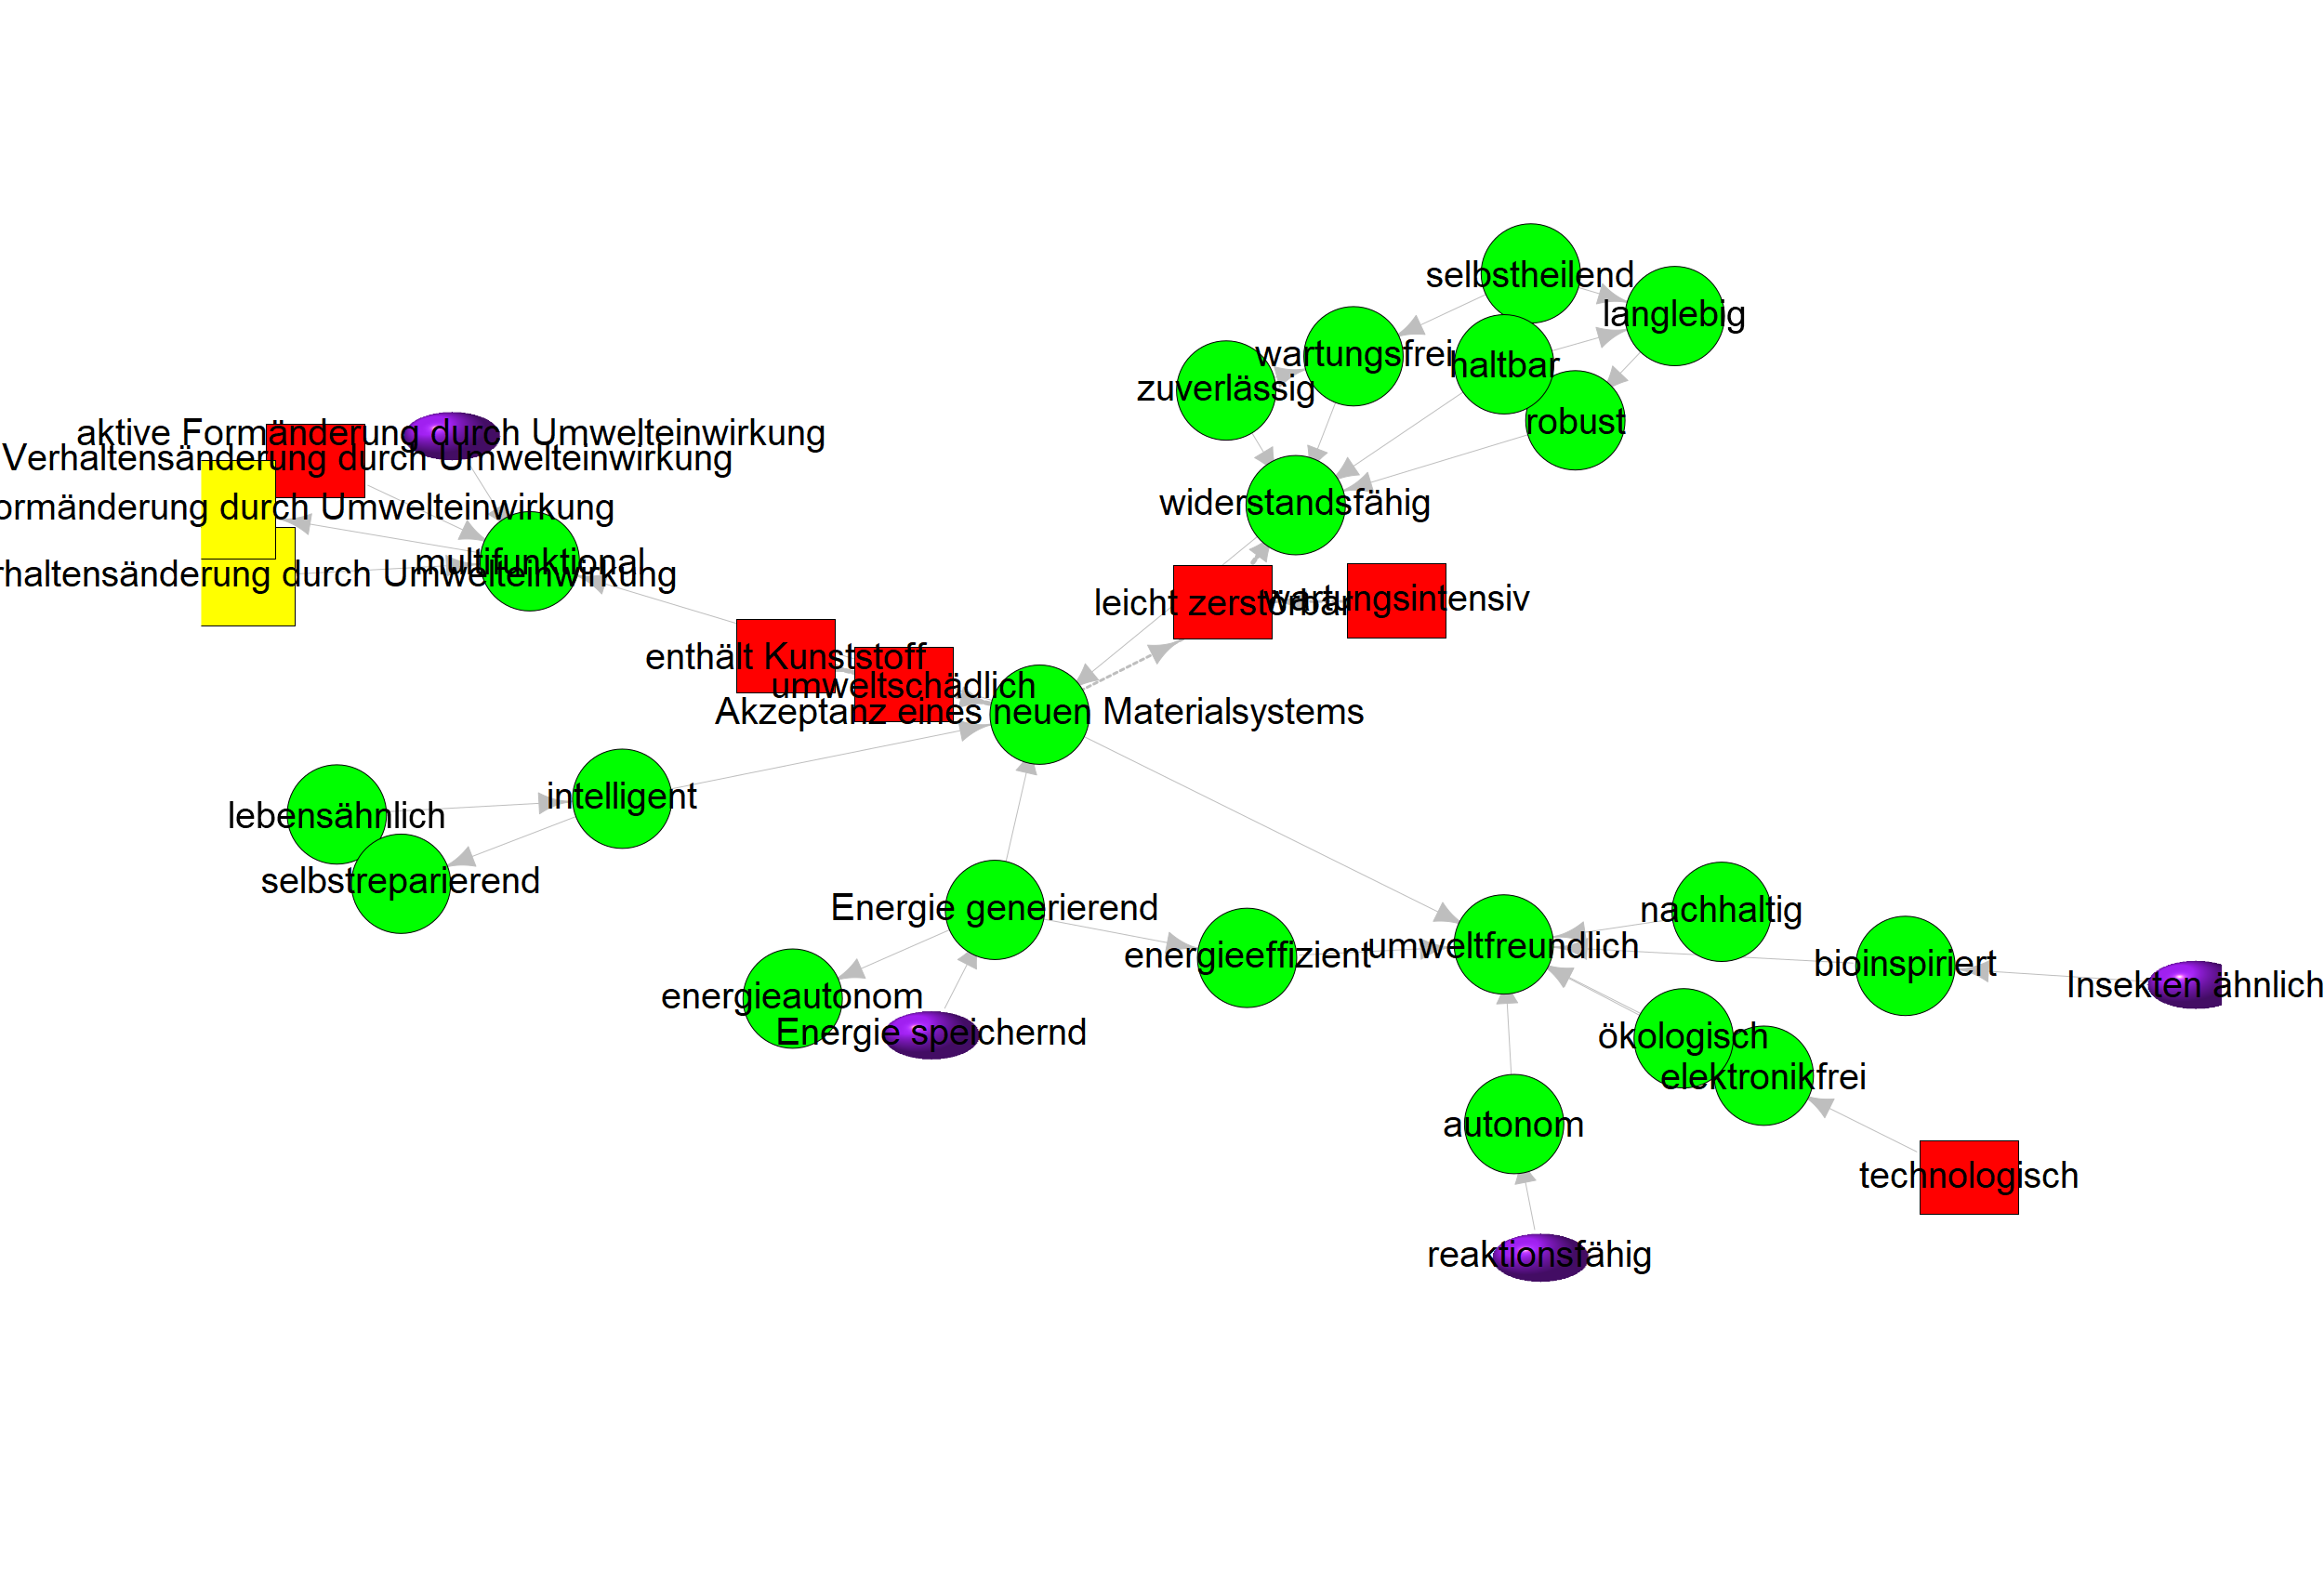 selbstheilend
langlebig
wartungsfrei
haltbar
zuverlässig
robust
aktive Formänderung durch Umwelteinwirkung
Verhaltensänderung durch Umwelteinwirkung
widerstandsfähig
ormänderung durch Umwelteinwirkung
multifunktional
rhaltensänderung durch Umwelteinwirkung
leicht zerstörbar
wartungsintensiv
enthält Kunststoff
umweltschädlich
Akzeptanz eines neuen Materialsystems
intelligent
lebensähnlich
selbstreparierend
Energie generierend
nachhaltig
energieeffizient
umweltfreundlich
bioinspiriert
Insekten ähnlich
energieautonom
Energie speichernd
ökologisch
elektronikfrei
autonom
technologisch
reaktionsfähig